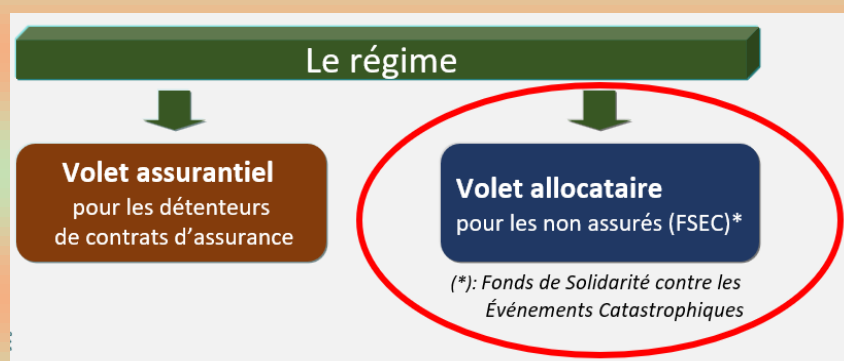 Le régime
Volet assurantiel
pour les détenteurs
de contrats d’assurance
Volet allocataire
pour les non assurés (FSEC)*
(*): Fonds de Solidarité contre les
Événements Catastrophiques